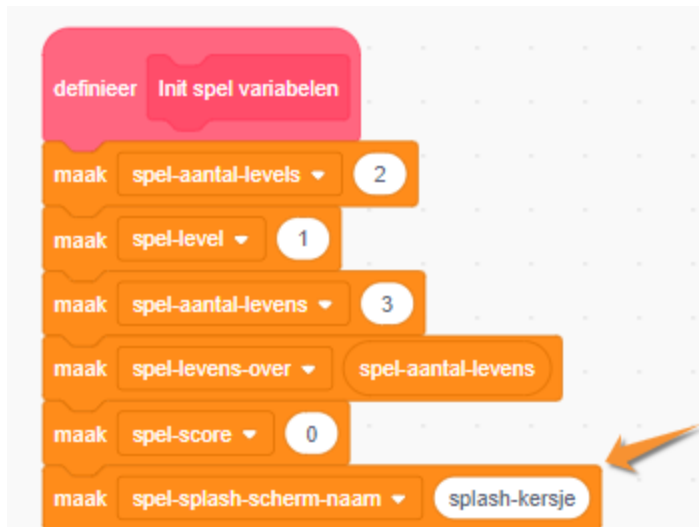 definieer Init spel variabelen
maak spel-aantal-levels 2
maak spel-level 1
maak spel-aantal-levens 3
maak spel-levens-over spel-aantal-levens
maak spel-score 0
maak spel-splash-scherm-naam splash-kersje